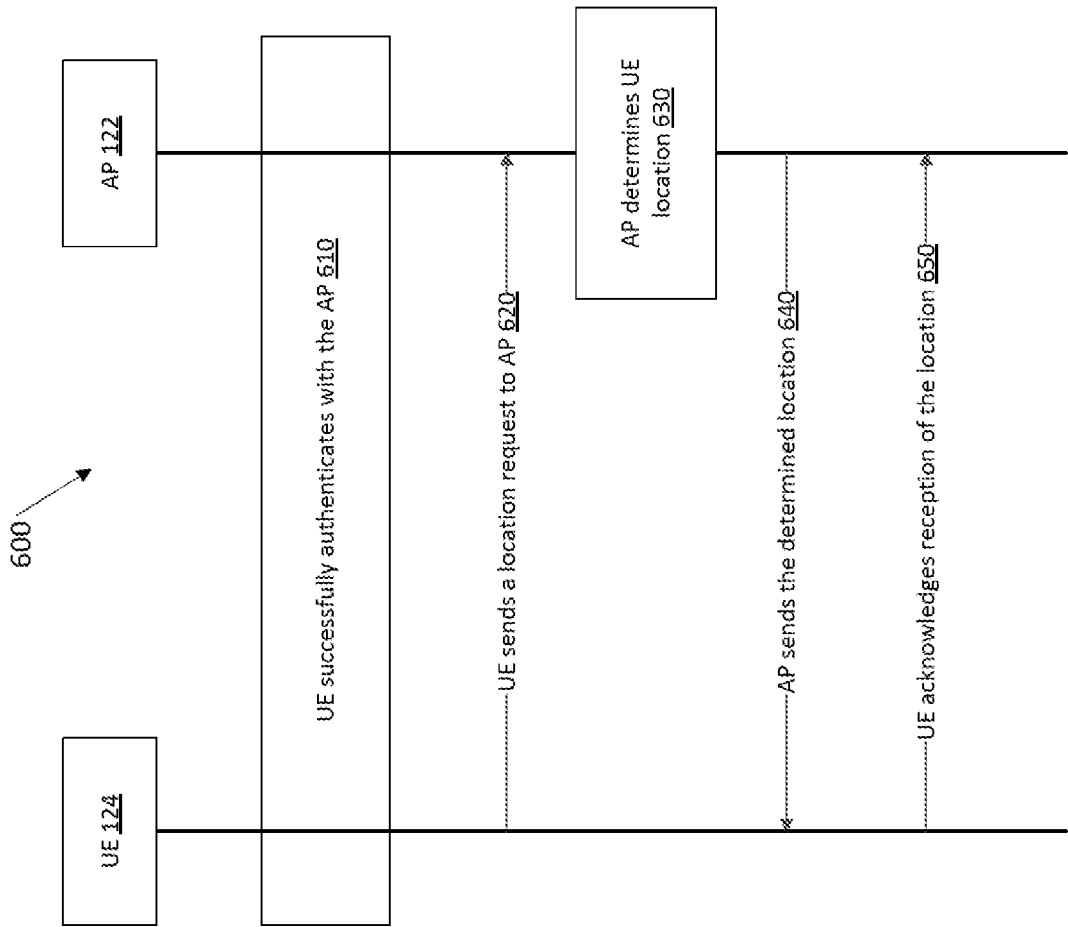 600
UE 124
AP 122
UE successfully authenticates with the AP 610
UE sends a location request to AP 620
AP determines UE
location 630
AP sends the determined location 640
UE acknowledges reception of the location 650